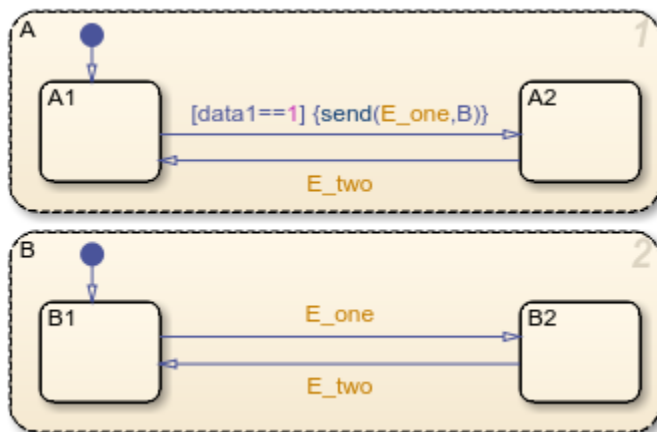 A
1
A1
[data1==1] {send(E_one,B)}
A2
E_two
B
2
B1
E_one
B2
E_two